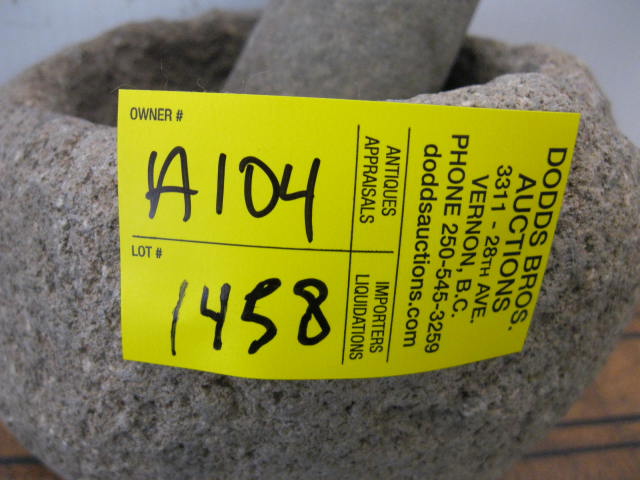 OWNER #
A104
LOT #
1458
ANTIQUES
APPRAISALS
IMPORTERS
LIQUIDATIONS
DODDS BROS.
AUCTIONS
3311 - 28TH AVE.
VERNON, B.C.
PHONE 250-545-3259
doddsauctions.com